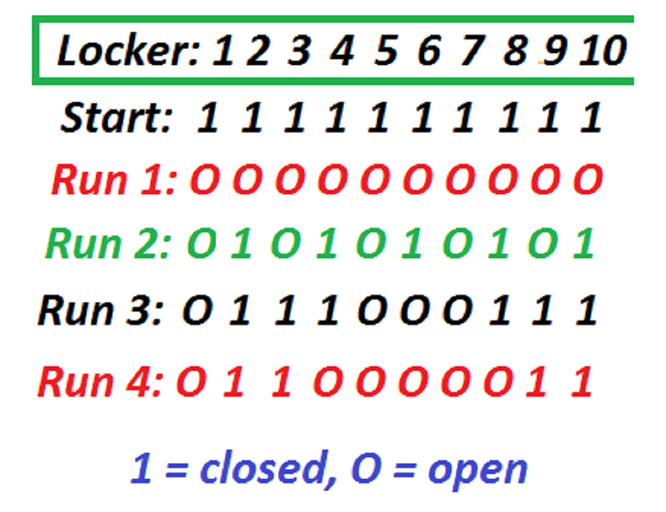 Locker: 1 2 3 4 5 6 7 8 9 10
Start: 1 1 1 1 1 1 1 1 1 1
Run 1: O O O O O O O O O O
Run 2: O 1 O 1 O 1 O 1 O 1
Run 3: O 1 1 1 O O O 1 1 1
Run 4: O 1 1 O O O O O 1 1
1 = closed, O = open